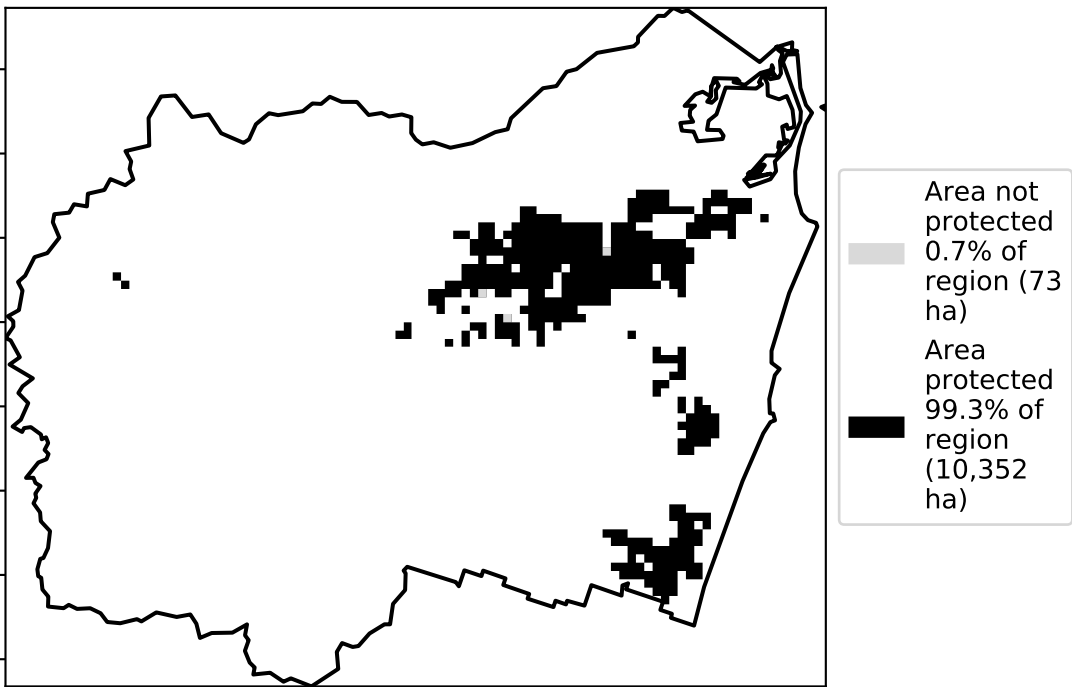 Area not
protected
0.7% of
region (73
ha)
Area
protected
99.3% of
region
(10,352
ha)